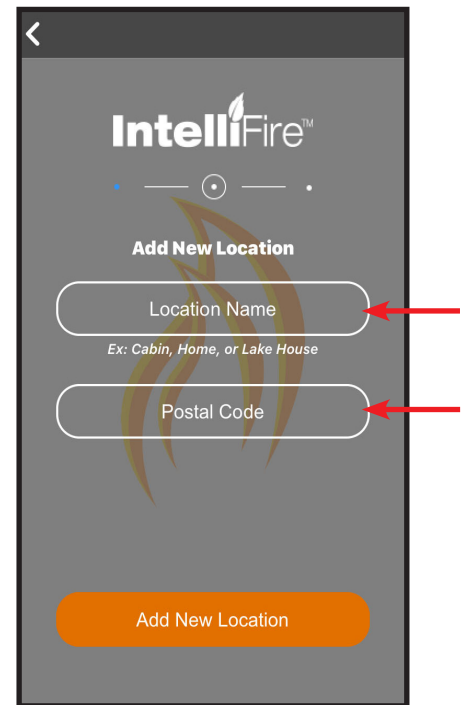 IntelliFire™
Add New Location
Location Name
Ex: Cabin, Home, or Lake House
Postal Code
Add New Location